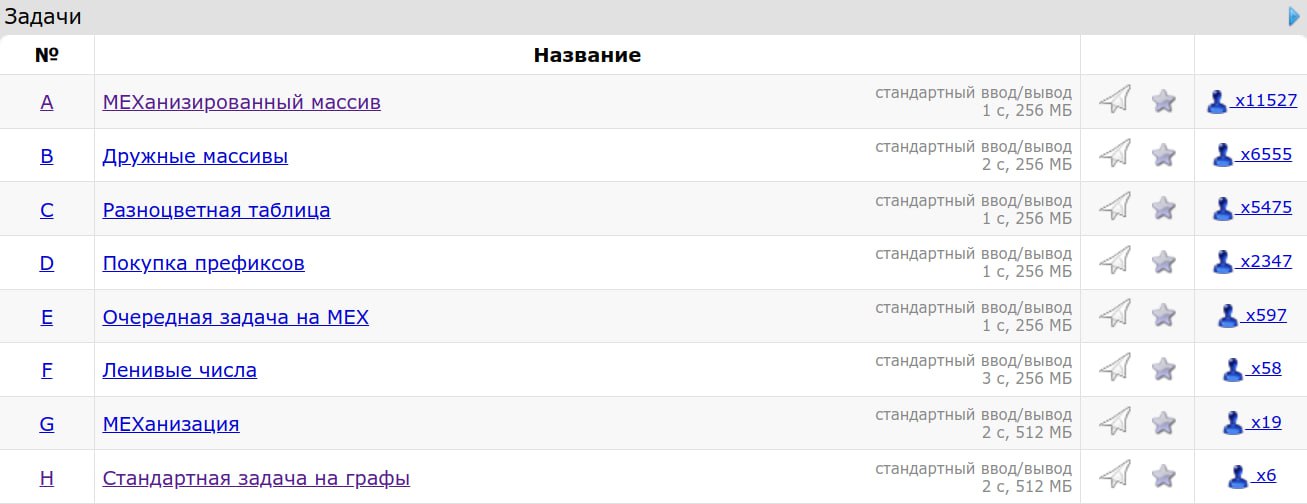 Задачи
№ Название
A МЕХанизированный массив стандартный ввод/вывод x11527
1 с, 256 МБ
B Дружные массивы стандартный ввод/вывод x6555
2 с, 256 МБ
C Разноцветная таблица стандартный ввод/вывод x5475
1 с, 256 МБ
D Покупка префиксов стандартный ввод/вывод x2347
1 с, 256 МБ
E Очередная задача на MEX стандартный ввод/вывод x597
1 с, 256 МБ
F Ленивые числа стандартный ввод/вывод x58
3 с, 256 МБ
G МЕХанизация стандартный ввод/вывод x19
2 с, 512 МБ
H Стандартная задача на графы стандартный ввод/вывод x6
2 с, 512 МБ